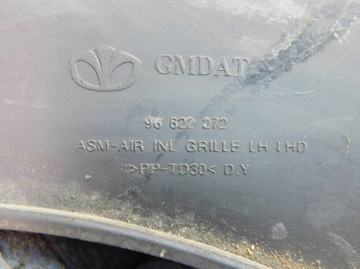 GMDAT
96 622 272
ASM-AIR INL GRILLE LH LHD
>PP-TD30< D.Y